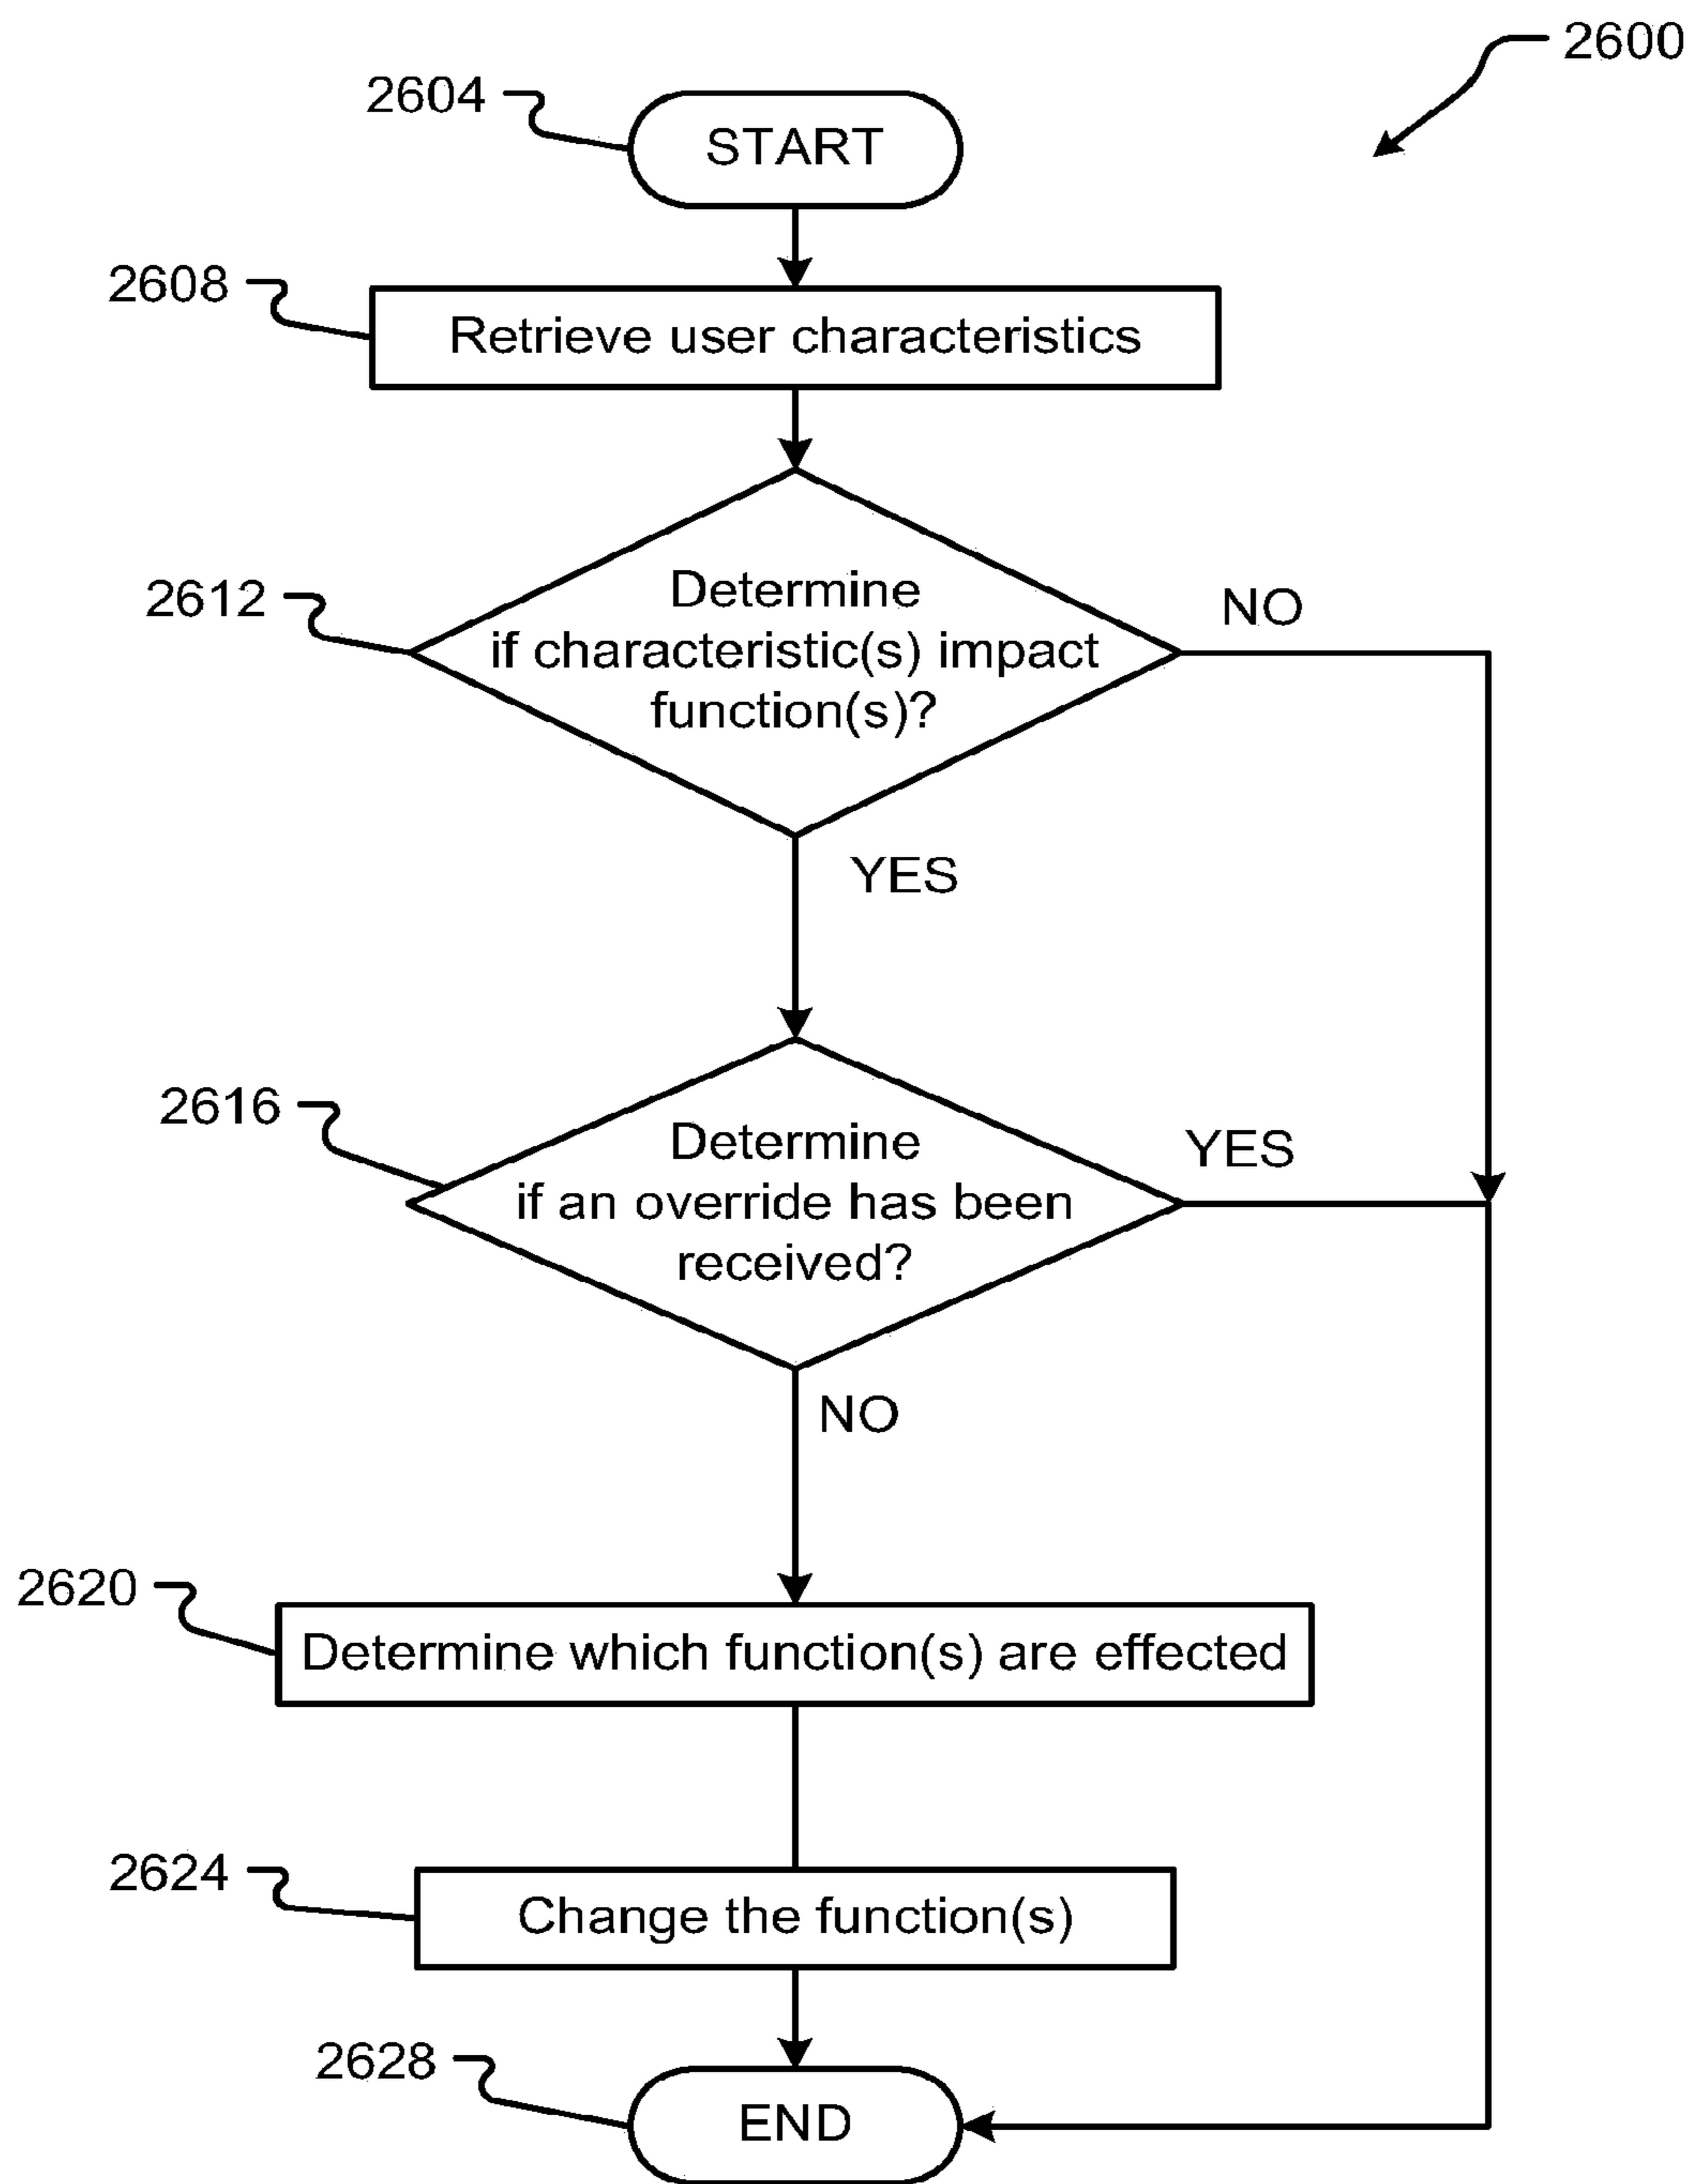 2600
2604
START
2608
Retrieve user characteristics
2612
Determine
if characteristic(s) impact
function(s)?
NO
YES
2616
Determine
if an override has been
received?
YES
NO
2620
Determine which function(s) are effected
2624
Change the function(s)
2628
END